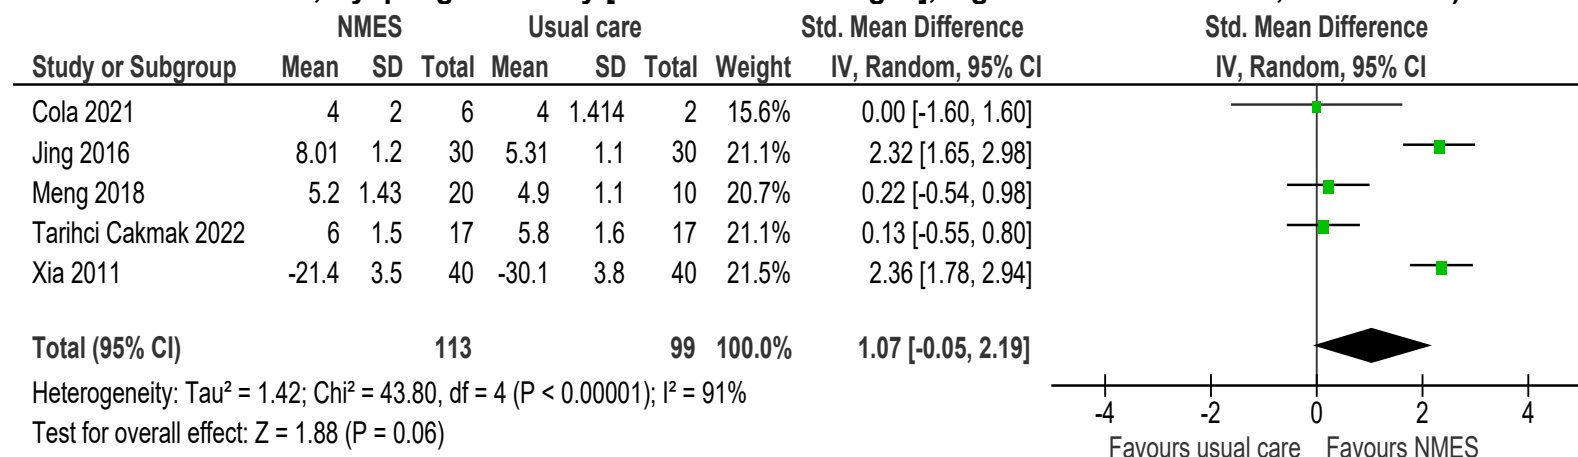 NMES Usual care Std. Mean Difference Std. Mean Difference
Study or Subgroup Mean SD Total Mean SD Total Weight IV, Random, 95% CI IV, Random, 95% CI
Cola 2021 4 2 6 4 1.414 2 15.6% 0.00 [-1.60, 1.60]
Jing 2016 8.01 1.2 30 5.31 1.1 30 21.1% 2.32 [1.65, 2.98]
Meng 2018 5.2 1.43 20 4.9 1.1 10 20.7% 0.22 [-0.54, 0.98]
Tarihci Cakmak 2022 6 1.5 17 5.8 1.6 17 21.1% 0.13 [-0.55, 0.80]
Xia 2011 -21.4 3.5 40 -30.1 3.8 40 21.5% 2.36 [1.78, 2.94]
Total (95% CI) 113 99 100.0% 1.07 [-0.05, 2.19]
Heterogeneity: Tau² = 1.42; Chi² = 43.80, df = 4 (P < 0.00001); I² = 91%
Test for overall effect: Z = 1.88 (P = 0.06)
-4 -2 0 2 4
Favours usual care Favours NMES